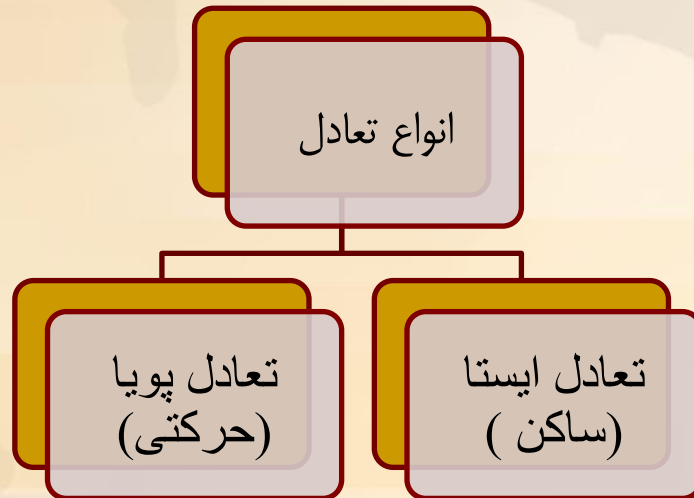 انواع تعادل
تعادل ایستا
(ساکن )
تعادل پویا
(حرکتی)